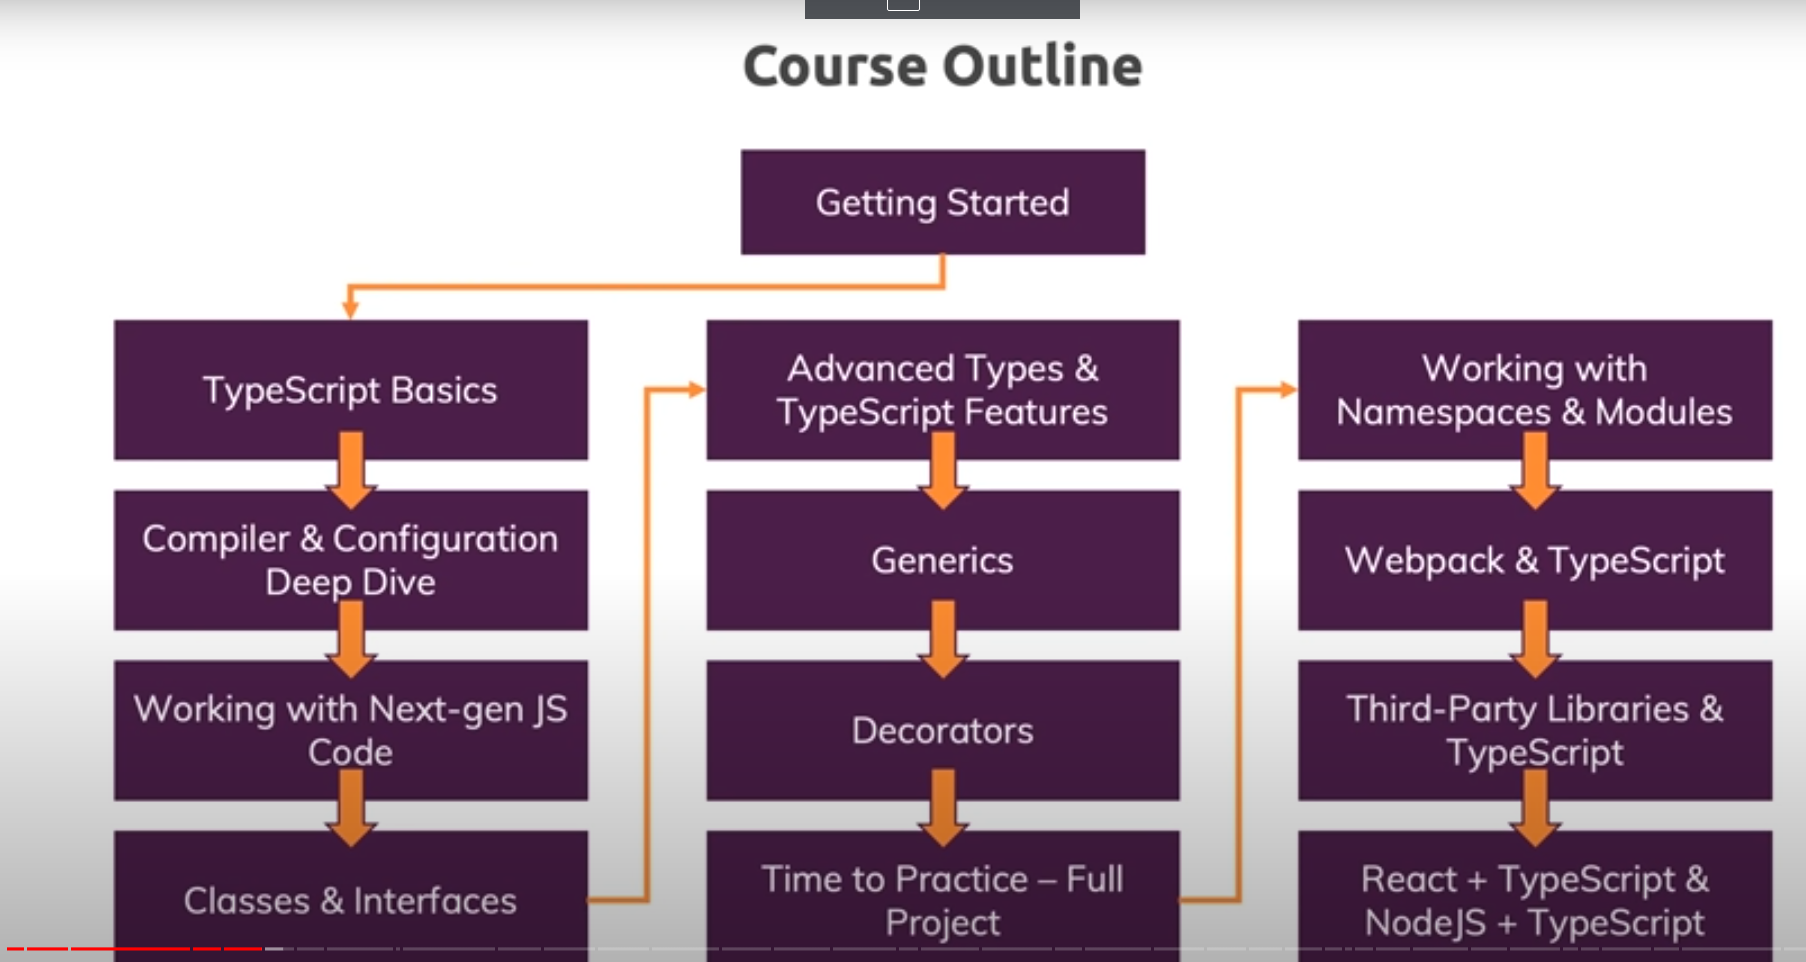 Course Outline
Getting Started
TypeScript Basics
Compiler & Configuration
Deep Dive
Working with Next-gen JS
Code
Classes & Interfaces
Advanced Types &
TypeScript Features
Generics
Decorators
Time to Practice – Full
Project
Working with
Namespaces & Modules
Webpack & TypeScript
Third-Party Libraries &
TypeScript
React + TypeScript &
NodeJS + TypeScript